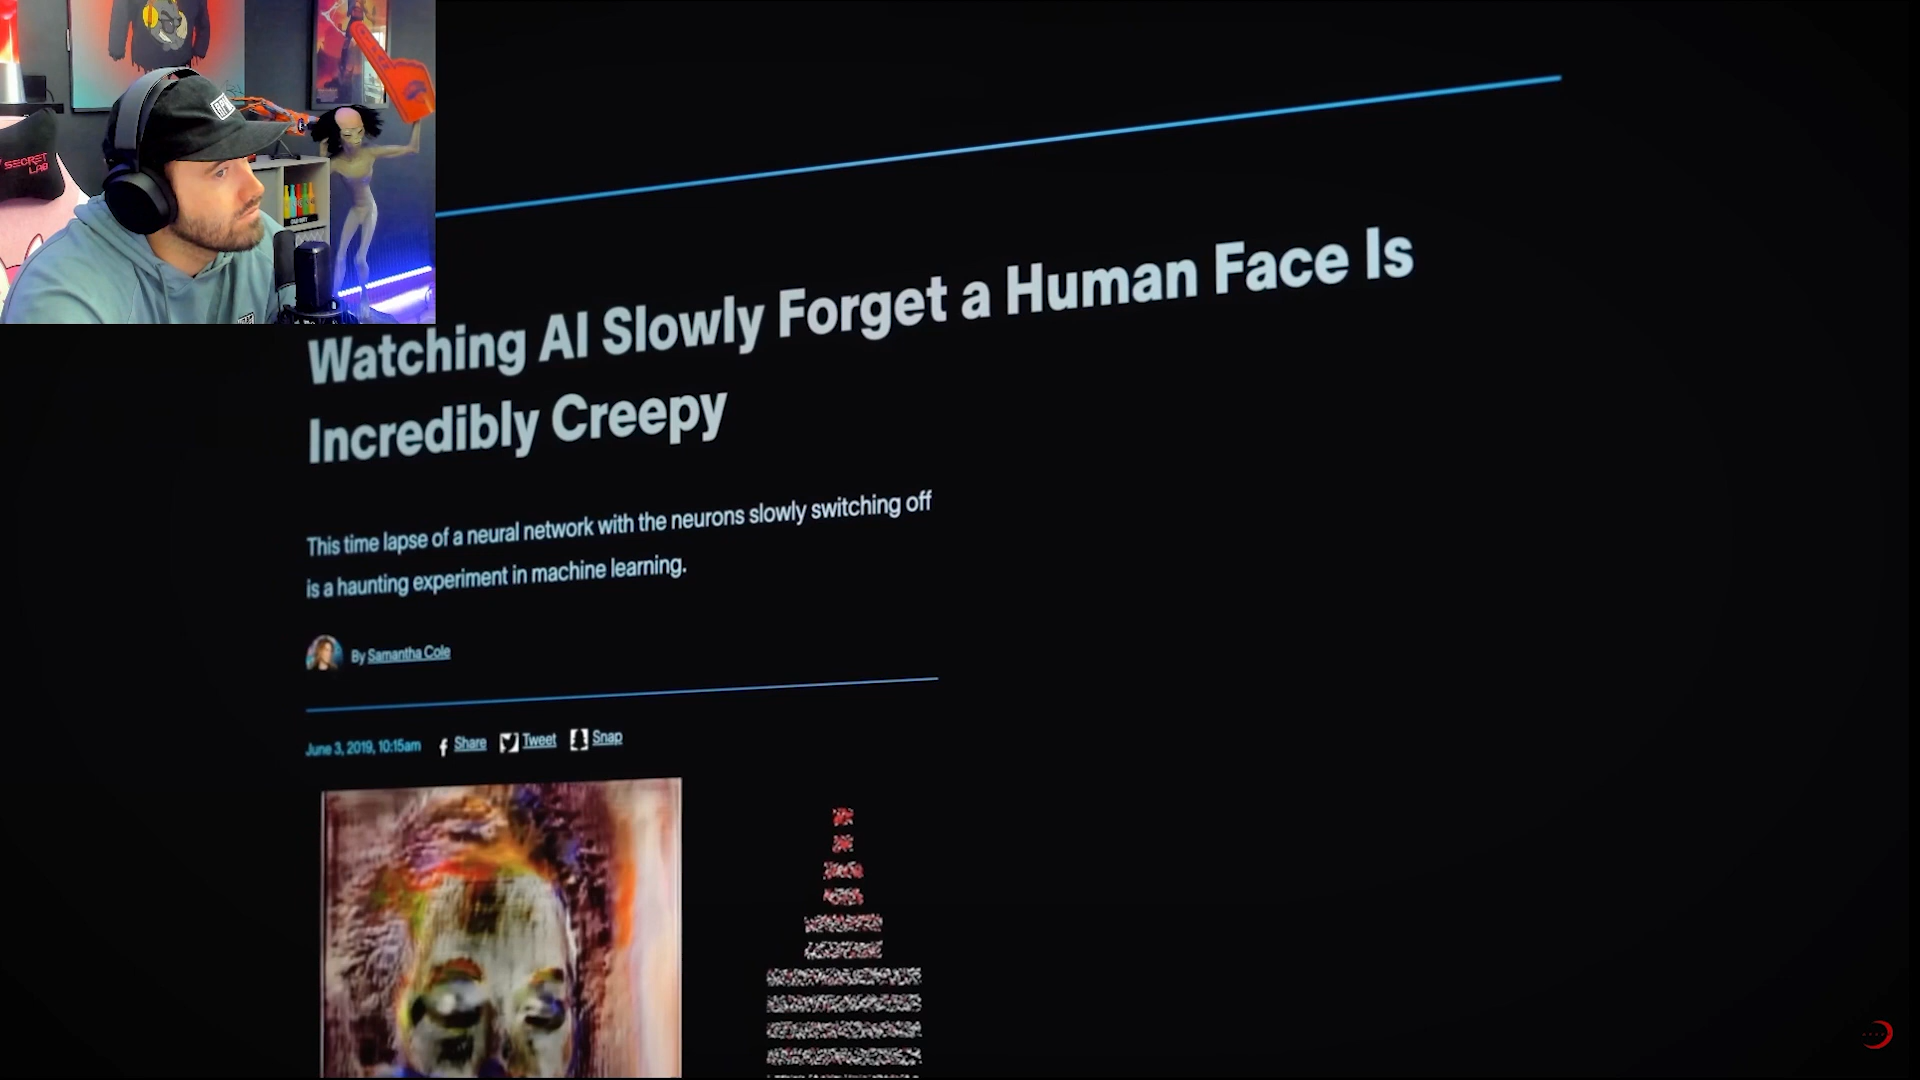 SECRET
LAB
Watching AI Slowly Forget a Human Face Is
Incredibly Creepy
This time lapse of a neural network with the neurons slowly switching off
is a haunting experiment in machine learning.
By Samantha Cole
June 3, 2019, 10:15am Share Tweet Snap